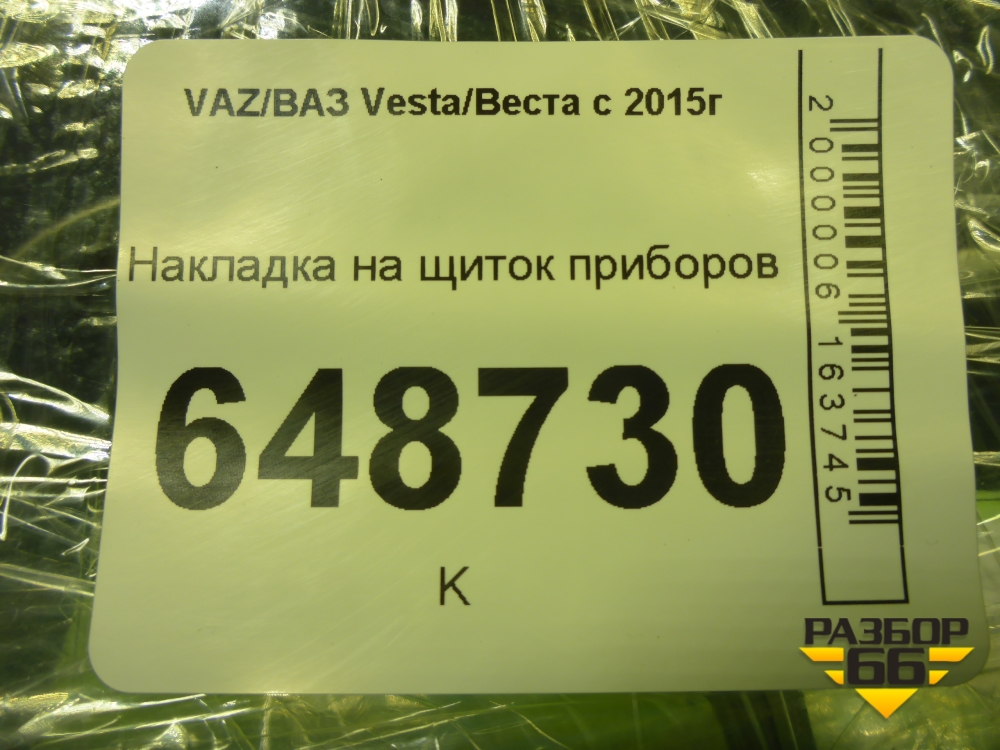 VAZ/ВАЗ Vesta/Веста с 2015г
Накладка на щиток приборов
648730
К
2000006163745
РАЗБОР
66